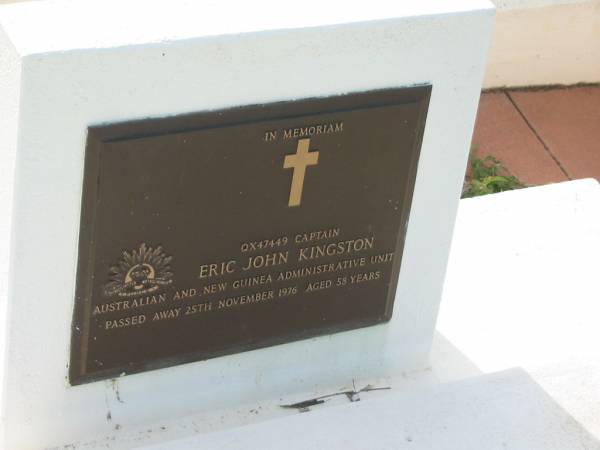 IN MEMORIAM
QX47449 CAPTAIN
ERIC JOHN KINGSTON
AUSTRALIAN AND NEW GUINEA ADMINISTRATIVE UNIT
PASSED AWAY 25TH NOVEMBER 1976 AGED 58 YEARS